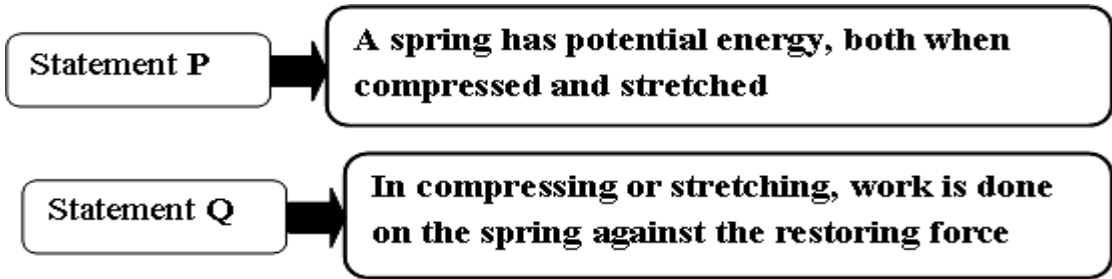 Statement P
A spring has potential energy, both when
compressed and stretched
Statement Q
In compressing or stretching, work is done
on the spring against the restoring force